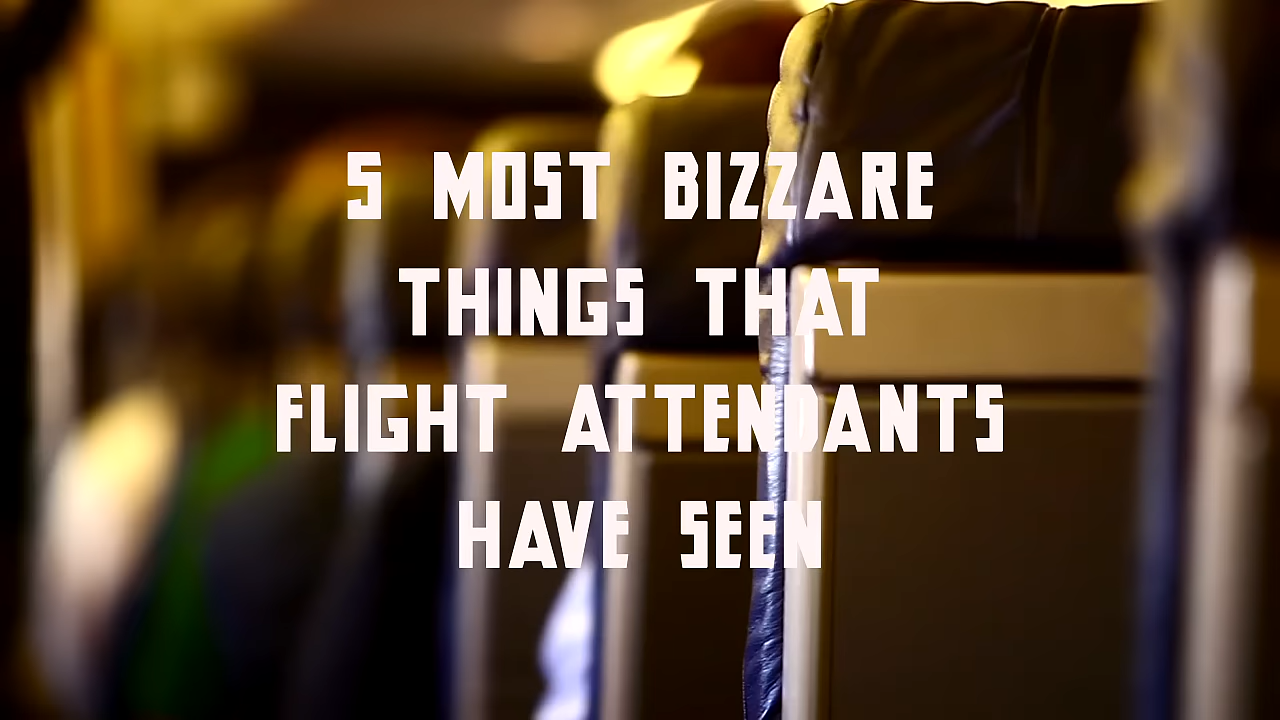 5 MOST BIZZARE
THINGS THAT
FLIGHT ATTENDANTS
HAVE SEEN